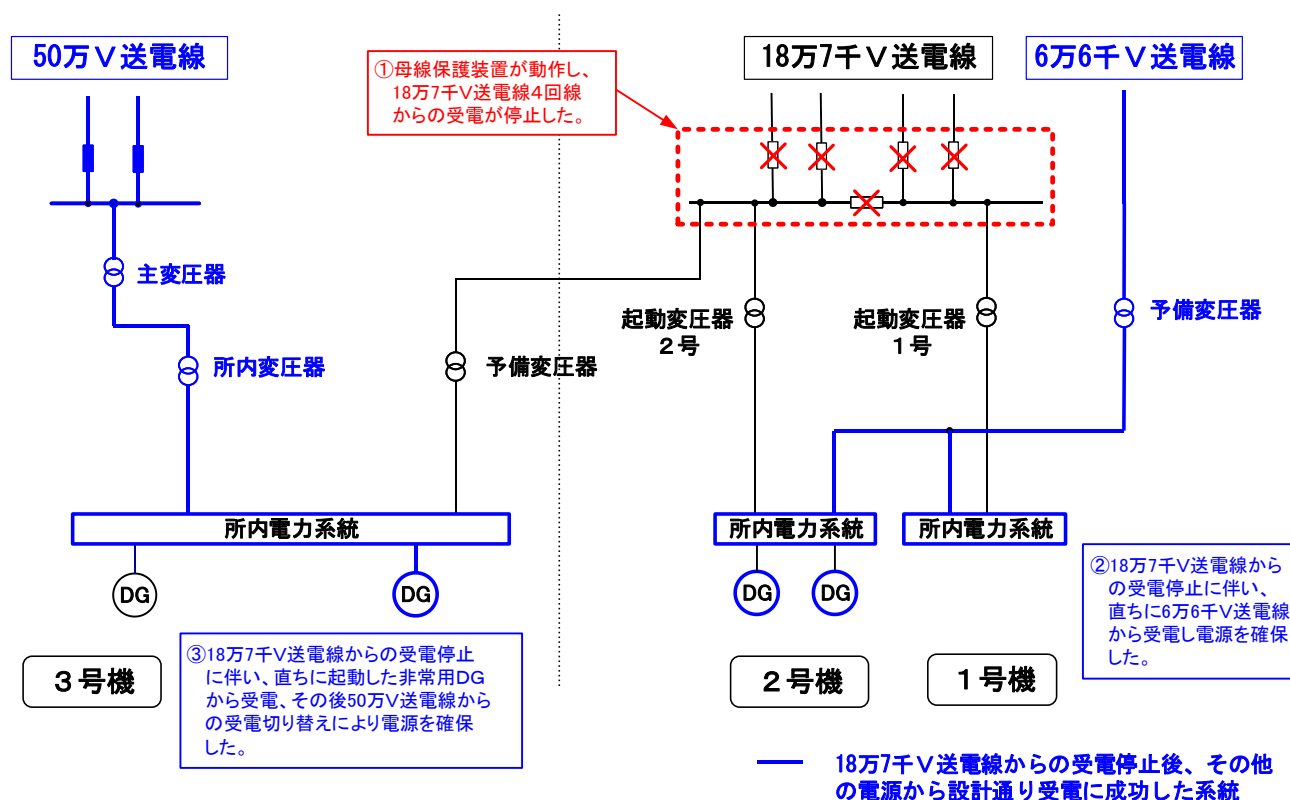 50万V送電線
18万7千V送電線
6万6千V送電線
①母線保護装置が動作し、
18万7千V送電線4回線
からの受電が停止した。
主変圧器
所内変圧器
予備変圧器
起動変圧器
2号
起動変圧器
1号
予備変圧器
所内電力系統
所内電力系統
所内電力系統
DG
DG
DG
DG
②18万7千V送電線から
の受電停止に伴い、
直ちに6万6千V送電線
から受電し電源を確保
した。
③18万7千V送電線からの受電停止
に伴い、直ちに起動した非常用DG
から受電、その後50万V送電線から
の受電切り替えにより電源を確保
した。
3号機
2号機
1号機
18万7千V送電線からの受電停止後、その他
の電源から設計通り受電に成功した系統